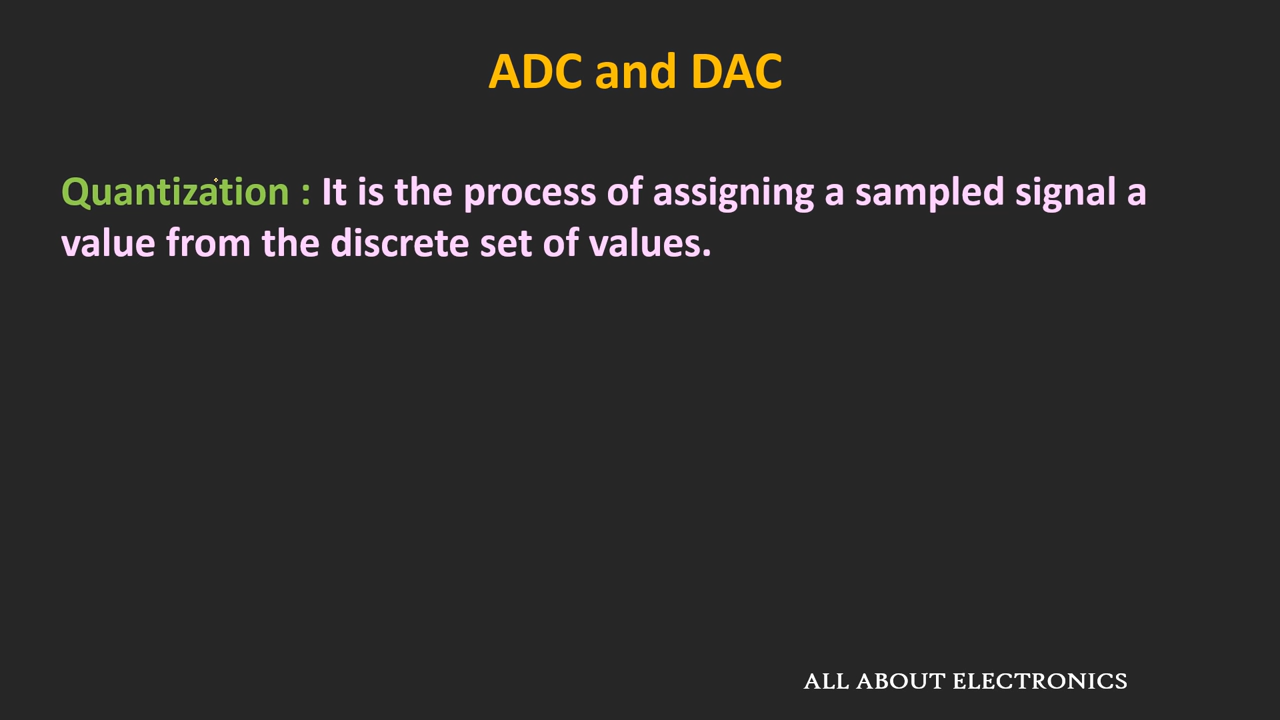 ADC and DAC
Quantization : It is the process of assigning a sampled signal a
value from the discrete set of values.
ALL ABOUT ELECTRONICS